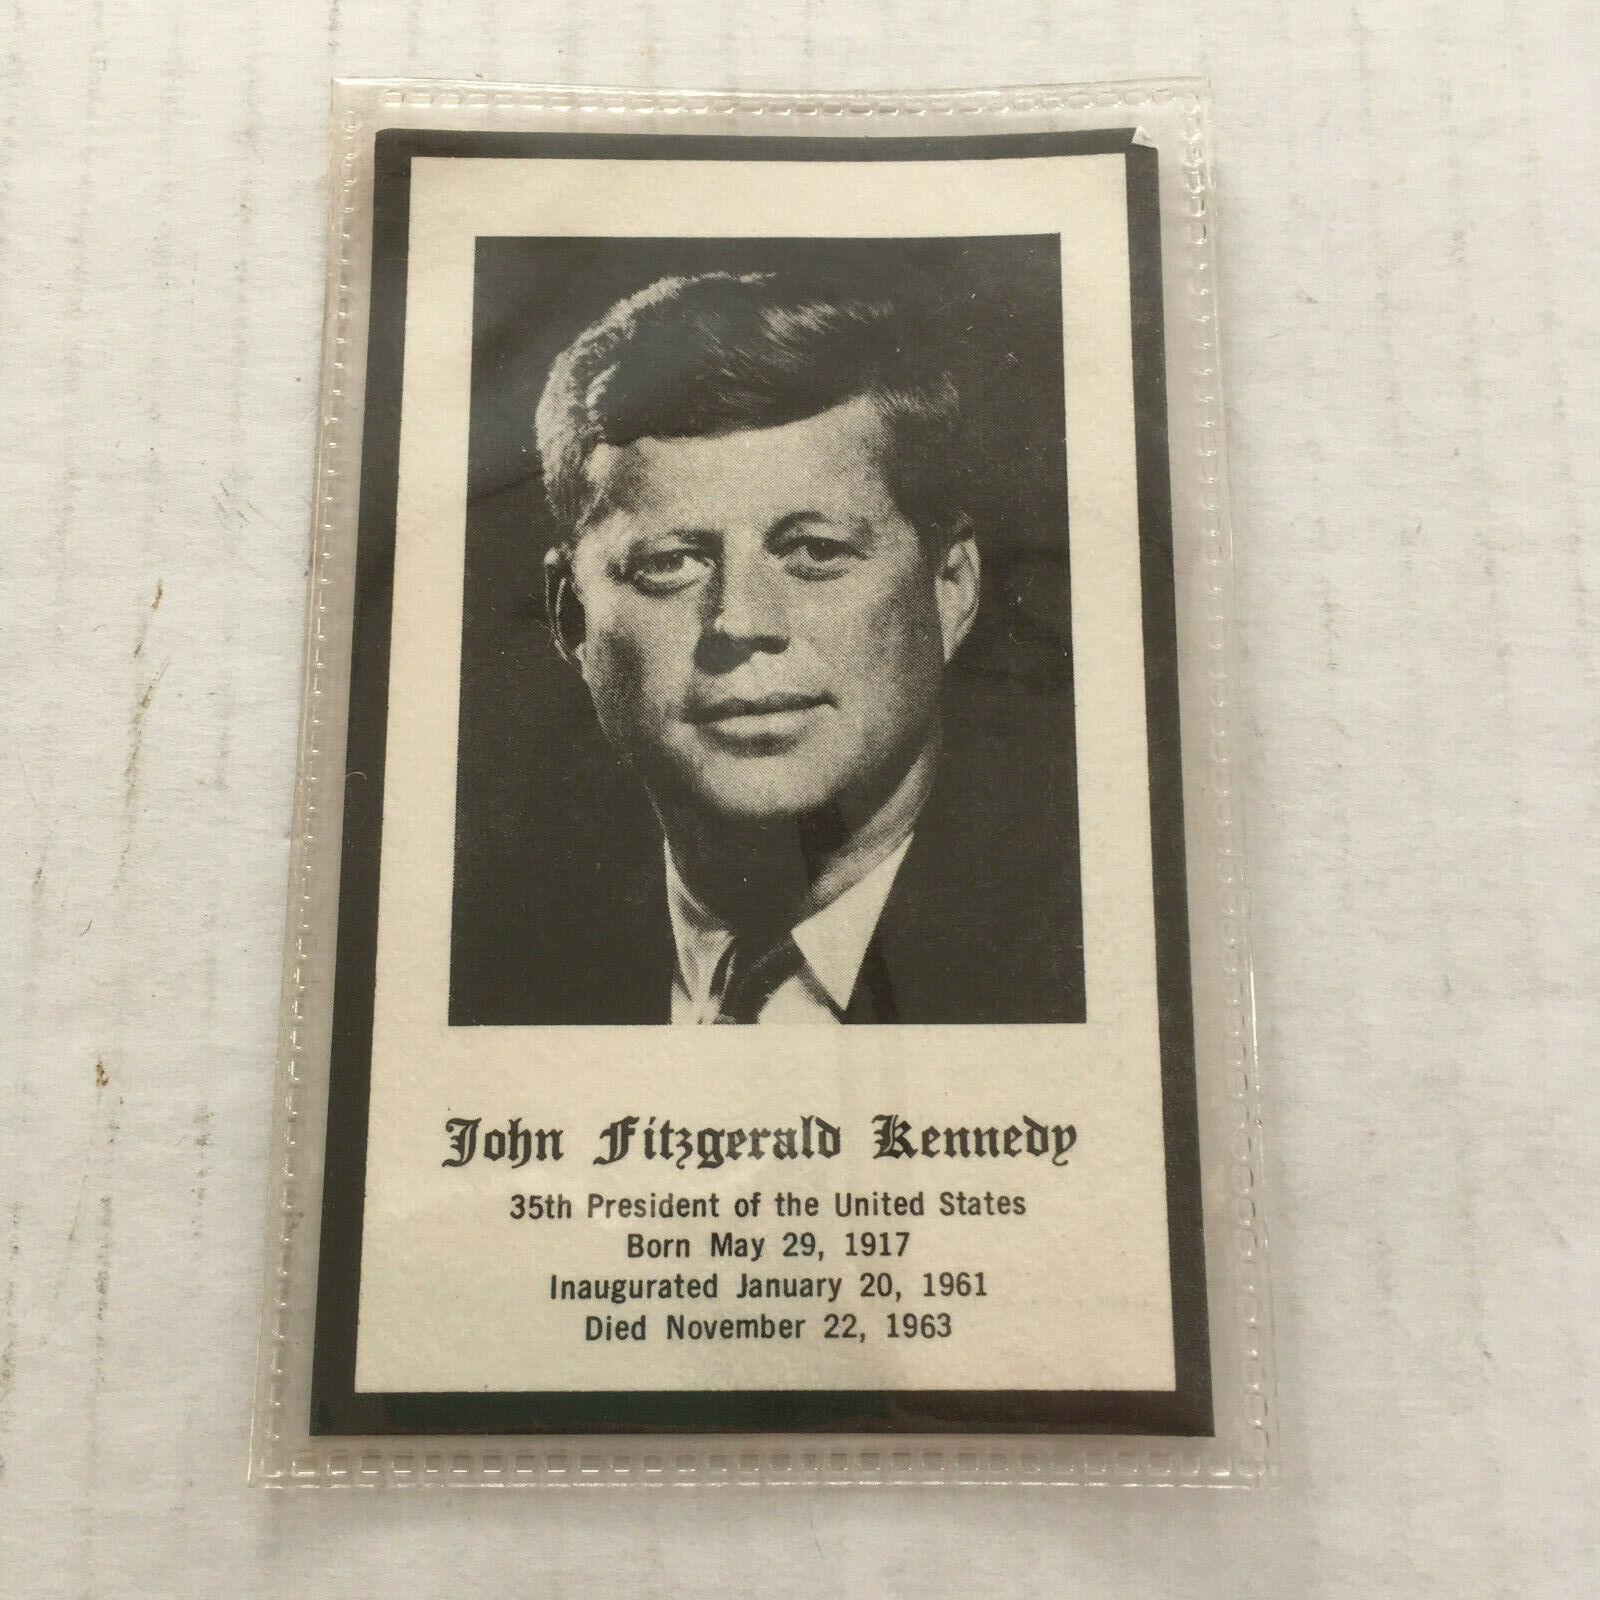 John Fitzgerald Kennedy
35th President of the United States
Born May 29, 1917
Inaugurated January 20, 1961
Died November 22, 1963